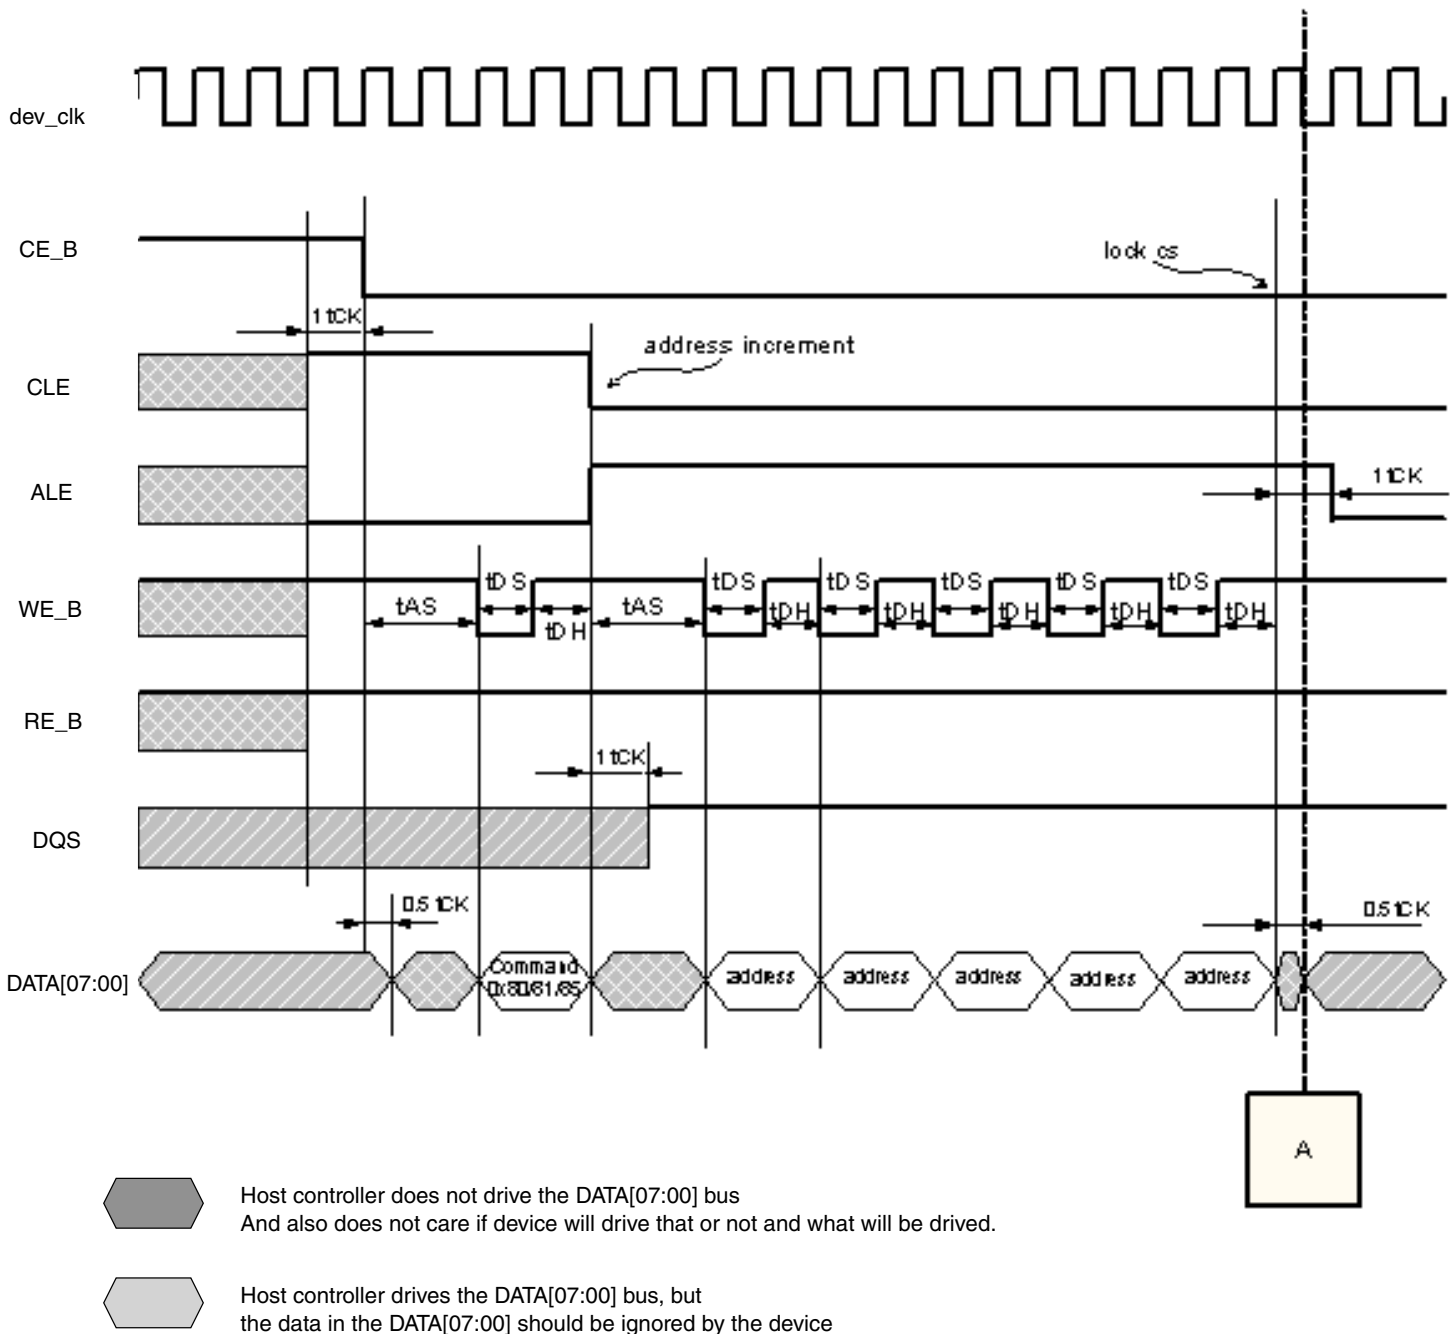 dev_clk
CE_B
lock cs
1 tCK
address increment
CLE
ALE
1 tCK
WE_B
tAS
tDS
tDH
tAS
tDS
tDH
tDS
tDH
tDS
tDH
tDS
tDH
tDS
tDH
RE_B
1 tCK
DQS
0.5 tCK
0.5 tCK
DATA[07:00]
Command
0x80/81/85
address
address
address
address
address
A
Host controller does not drive the DATA[07:00] bus
And also does not care if device will drive that or not and what will be drived.
Host controller drives the DATA[07:00] bus, but
the data in the DATA[07:00] should be ignored by the device